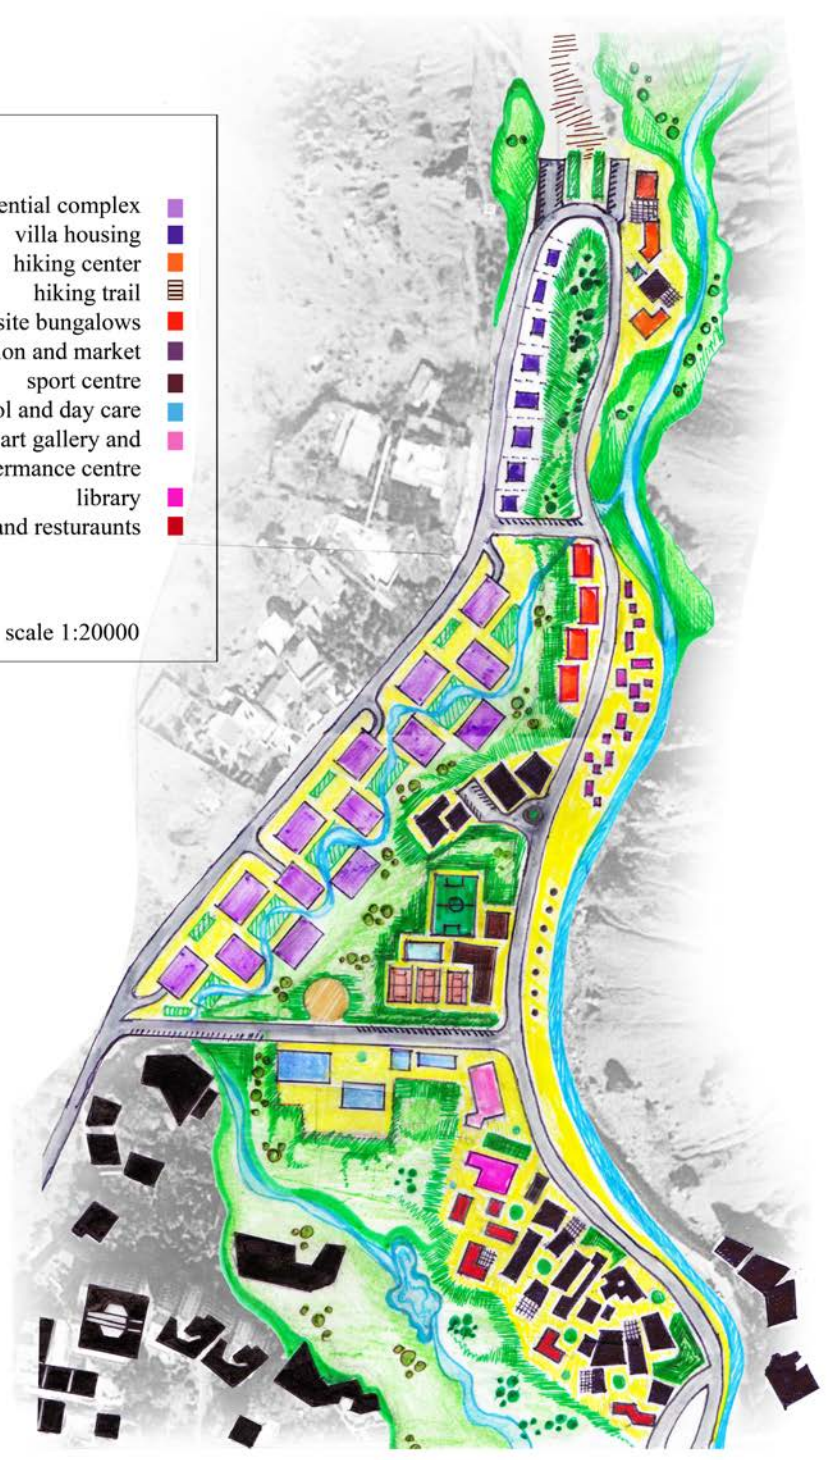 ential complex
villa housing
hiking center
hiking trail
site bungalows
on and market
sport centre
ol and day care
art gallery and
ermance centre
library
and resturaunts
scale 1:20000